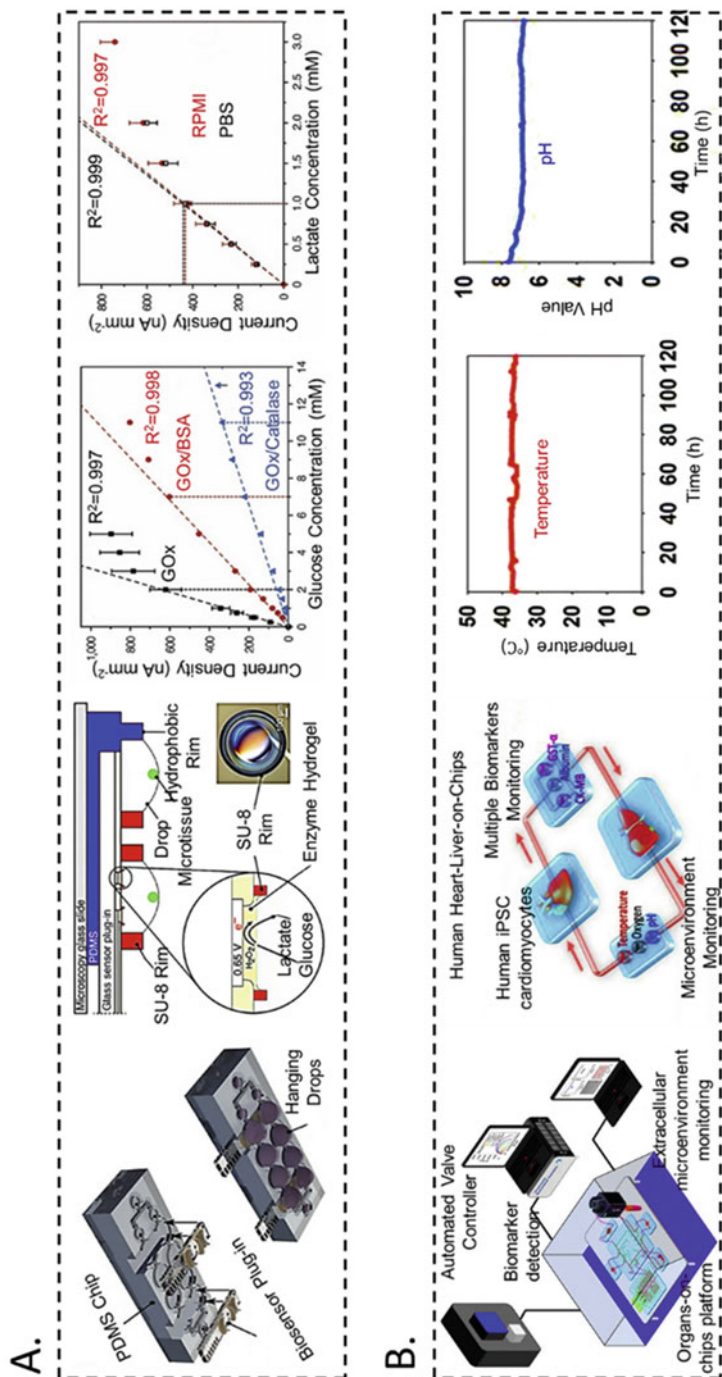 A.
PDMS Chip
Biosensor Plug-in
Hanging
Drops
Microscopy glass slide
PDMS
Glass sensor plug-in
SU-8 Rim
Drop
Microtissue
Hydrophobic
Rim
0.65 V
e⁻
H₂O₂
Lactate/
Glucose
SU-8
Rim
Enzyme Hydrogel
Current Density (nA mm⁻²)
1,000
800
600
400
200
0
R²=0.997
GOx
R²=0.998
GOx/BSA
R²=0.993
GOx/Catalase
0 2 4 6 8 10 12 14
Glucose Concentration (mM)
Current Density (nA mm⁻²)
800
600
400
200
0
R²=0.999
R²=0.997
RPMI
PBS
0 0.5 1.0 1.5 2.0 2.5 3.0
Lactate Concentration (mM)
B.
Automated Valve
Controller
Biomarker
detection
Organs-on-
chips platform
Extracellular
microenvironment
monitoring
Human Heart-Liver-on-Chips
Human iPSC
cardiomyocytes
Multiple Biomarkers
Monitoring
GST-α
Albumin
CK-MB
Temperature
Oxygen
pH
Microenvironment
Monitoring
Temperature
(°C)
50
40
30
20
10
0
Temperature
0 20 40 60 80 100 120
Time (h)
pH Value
10
8
6
4
2
0
pH
0 20 40 60 80 100 120
Time (h)